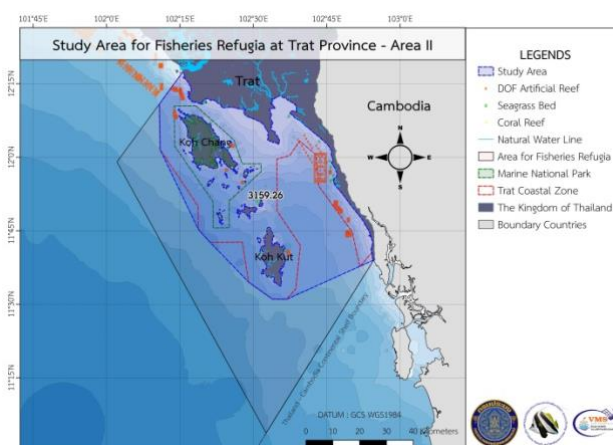 101°45'E 102°0'E 102°15'E 102°30'E 102°45'E 103°0'E
Study Area for Fisheries Refugia at Trat Province - Area II
12°15'N
12°0'N
11°45'N
11°30'N
11°15'N
Trat
Cambodia
Koh Chang
N
W E
S
3159.26
Koh Kut
Thailand - Cambodia Continental Shelf Boundary
DATUM : GCS WGS1984
0 10 20 30 40 Kilometers
LEGENDS
Study Area
DOF Artificial Reef
Seagrass Bed
Coral Reef
Natural Water Line
Area for Fisheries Refugia
Marine National Park
Trat Coastal Zone
The Kingdom of Thailand
Boundary Countries
VMS